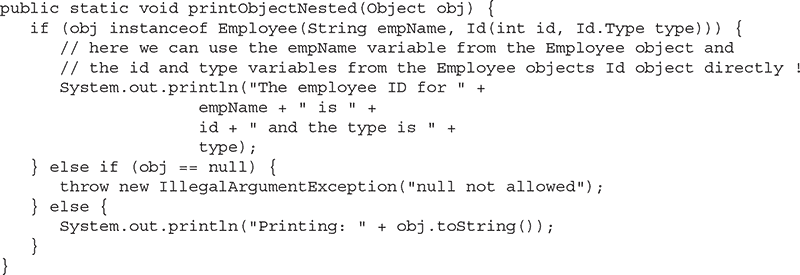 public static void printObjectNested(Object obj) {
if (obj instanceof Employee(String empName, Id(int id, Id.Type type))) {
// here we can use the empName variable from the Employee object and
// the id and type variables from the Employee objects Id object directly !
System.out.println("The employee ID for " +
empName + " is " +
id + " and the type is " +
type);
} else if (obj == null) {
throw new IllegalArgumentException("null not allowed");
} else {
System.out.println("Printing: " + obj.toString());
}
}